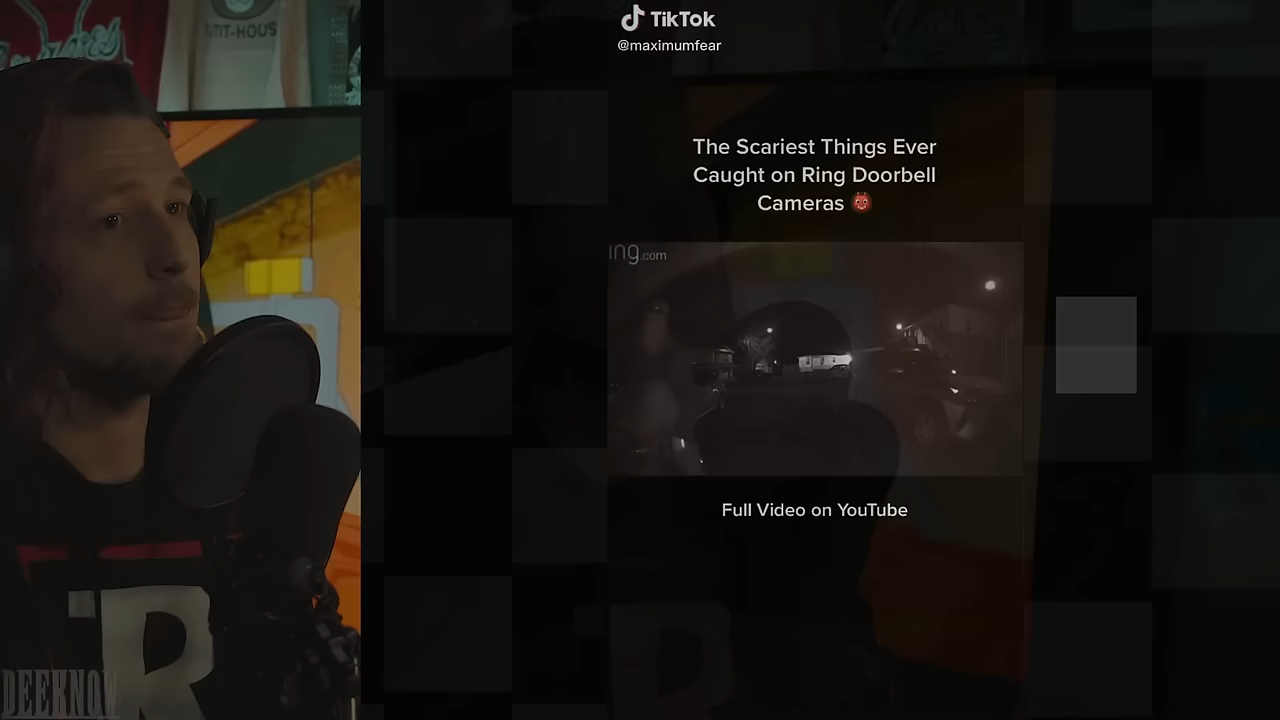 TikTok
@maximumfear
The Scariest Things Ever
Caught on Ring Doorbell
Cameras 👹
ing.com
Full Video on YouTube
R
DEEKNOW